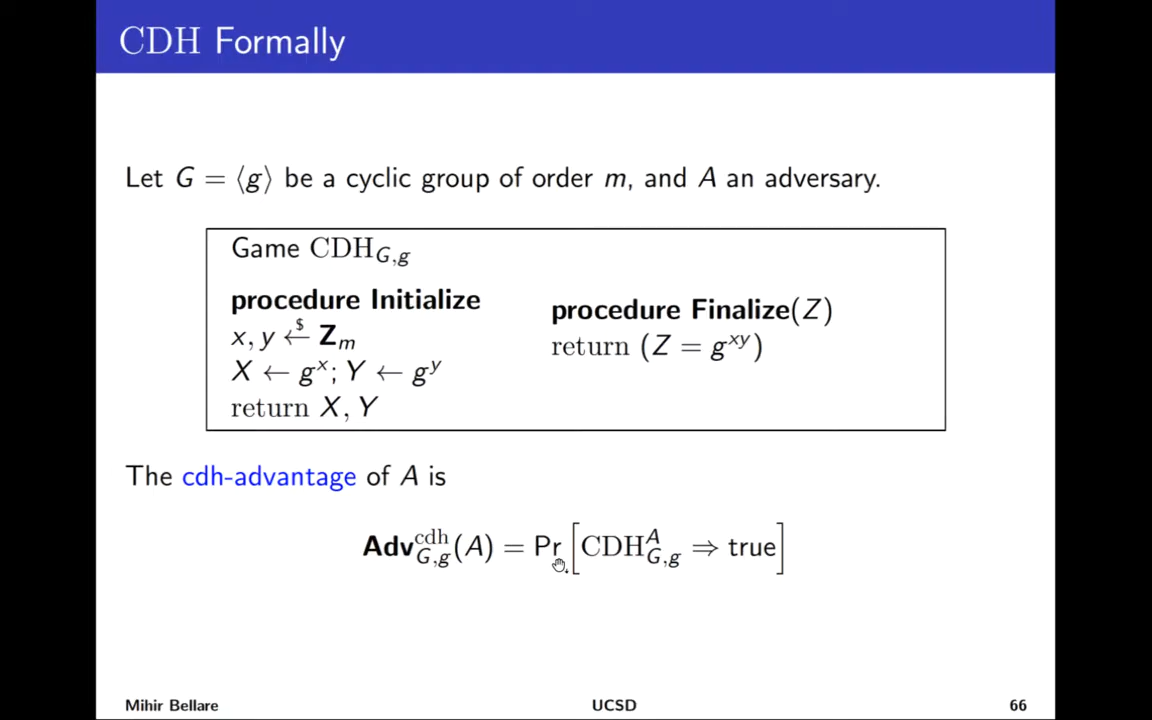 CDH Formally
Let G = ⟨g⟩ be a cyclic group of order m, and A an adversary.
Game CDH_{G,g}
procedure Initialize
x, y ←$ Z_m
X ← g^x; Y ← g^y
return X, Y
procedure Finalize(Z)
return (Z = g^{xy})
The cdh-advantage of A is
Adv^{cdh}_{G,g}(A) = Pr[CDH^A_{G,g} ⇒ true]
Mihir Bellare UCSD 66